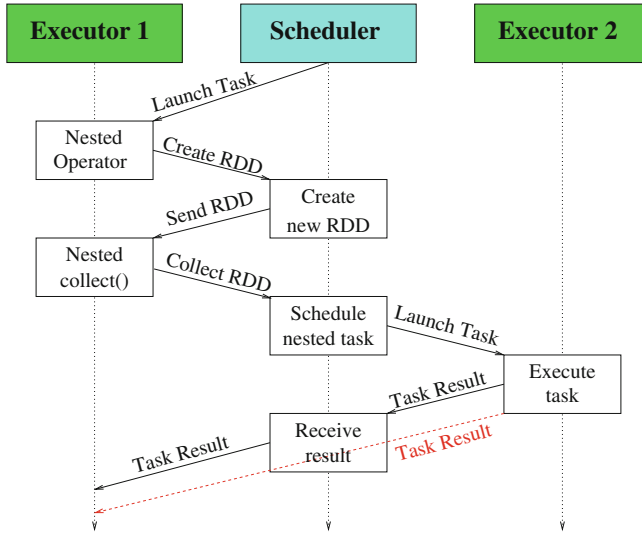 Executor 1
Scheduler
Executor 2
Launch Task
Nested
Operator
Create RDD
Create
new RDD
Send RDD
Nested
collect()
Collect RDD
Schedule
nested task
Launch Task
Execute
task
Task Result
Receive
result
Task Result
Task Result